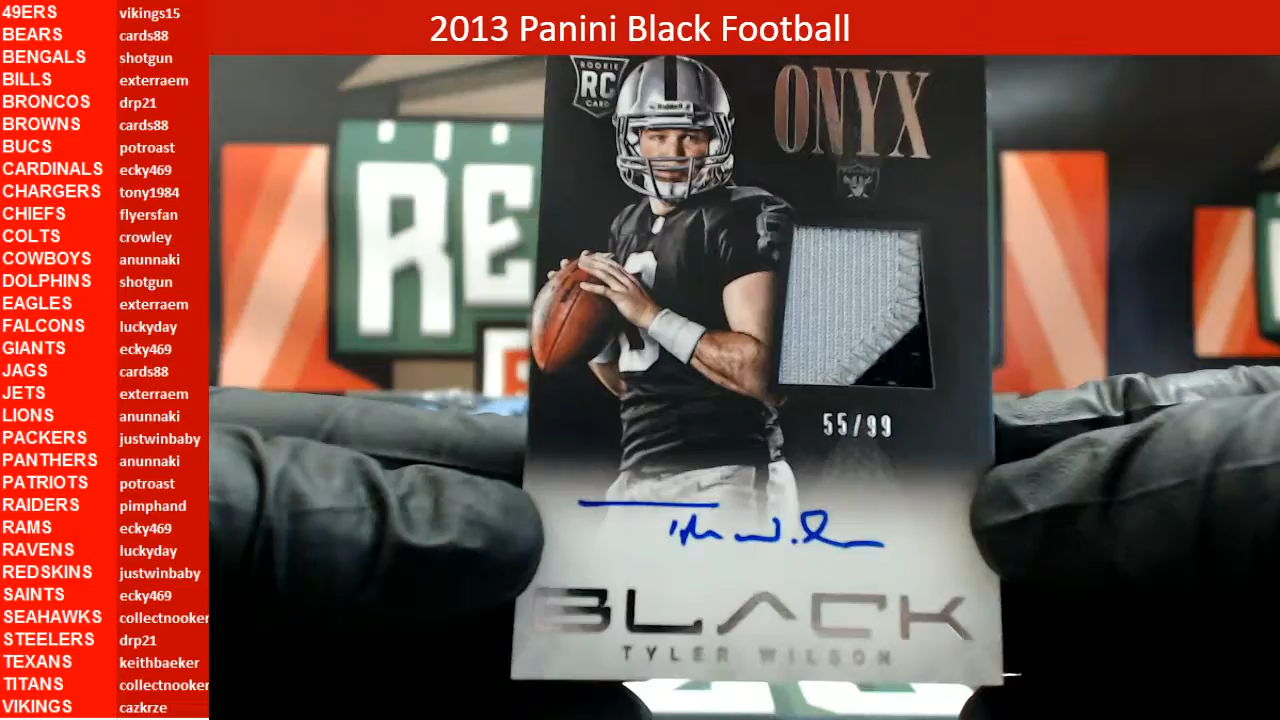 2013 Panini Black Football
49ERS vikings15
BEARS cards88
BENGALS shotgun
BILLS exterraem
BRONCOS drp21
BROWNS cards88
BUCS potroast
CARDINALS ecky469
CHARGERS tony1984
CHIEFS flyersfan
COLTS crowley
COWBOYS anunnaki
DOLPHINS shotgun
EAGLES exterraem
FALCONS luckyday
GIANTS ecky469
JAGS cards88
JETS exterraem
LIONS anunnaki
PACKERS justwinbaby
PANTHERS anunnaki
PATRIOTS potroast
RAIDERS pimphand
RAMS ecky469
RAVENS luckyday
REDSKINS justwinbaby
SAINTS ecky469
SEAHAWKS collectnooker
STEELERS drp21
TEXANS keithbaeker
TITANS collectnooker
VIKINGS cazkrze
ROOKIE
RC
CARD
ONYX
Riddell
RE
55/99
BLACK
TYLER WILSON